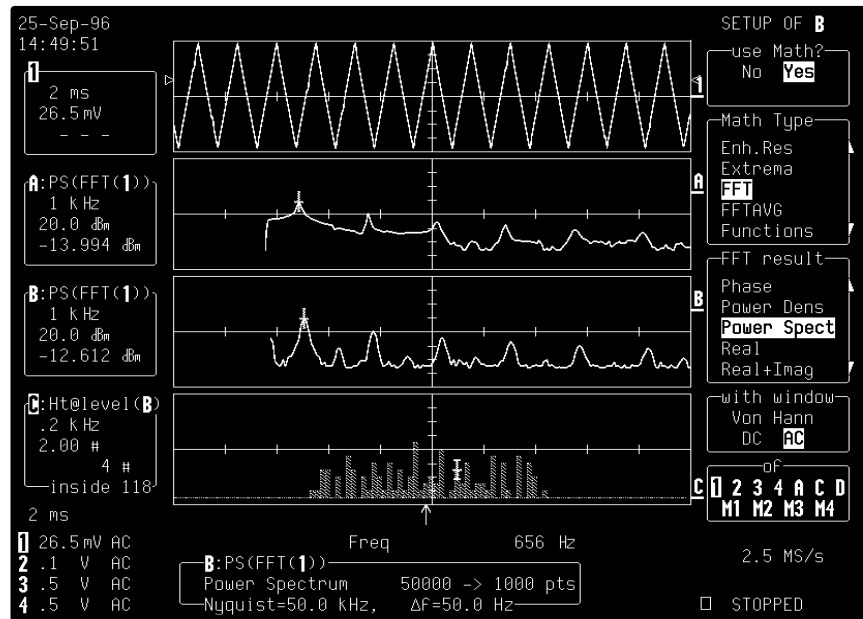 25-Sep-96
14:49:51
1
2 ms
26.5mV
- - -
A:PS(FFT(1))
1 kHz
20.0 dBm
-13.994 dBm
B:PS(FFT(1))
1 kHz
20.0 dBm
-12.612 dBm
C:Ht@level(B)
.2 kHz
2.00 #
4 #
inside 118
2 ms
1 26.5mV AC
2 .1 V AC
3 .5 V AC
4 .5 V AC
1
A
B
C
Freq 656 Hz
B:PS(FFT(1))
Power Spectrum 50000 -> 1000 pts
Nyquist=50.0 kHz, Δf=50.0 Hz
SETUP OF B
use Math?
No Yes
Math Type
Enh.Res
Extrema
FFT
FFTAVG
Functions
FFT result
Phase
Power Dens
Power Spect
Real
Real+Imag
with window
Von Hann
DC AC
of
1 2 3 4 A C D
M1 M2 M3 M4
2.5 MS/s
STOPPED